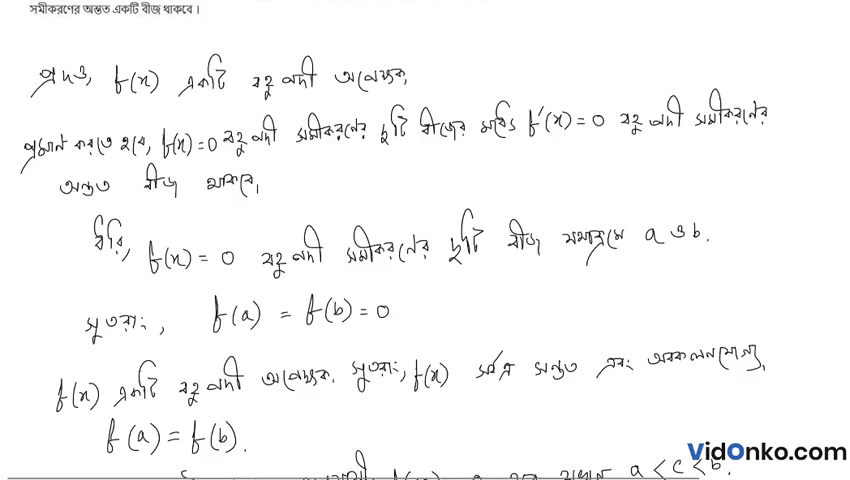 সমীকরণের অন্তত একটি বীজ থাকবে ।
প্রদত্ত, f(x) একটি বহুপদী অপেক্ষক,
প্রমাণ করতে হবে, f(x)=0 বহুপদী সমীকরণের দুটি বীজের মধ্যে f'(x)=0 বহুপদী সমীকরণের
অন্তত বীজ থাকবে,
ধরি, f(x) = 0 বহুপদী সমীকরণের দুটি বীজ যথাক্রমে a ও b.
সুতরাং, f(a) = f(b) = 0
f(x) একটি বহুপদী অপেক্ষক. সুতরাং, f(x) সর্বত্র সন্তত এবং অবকলনযোগ্য,
f(a) = f(b).
a < c < b.
VidOnko.com